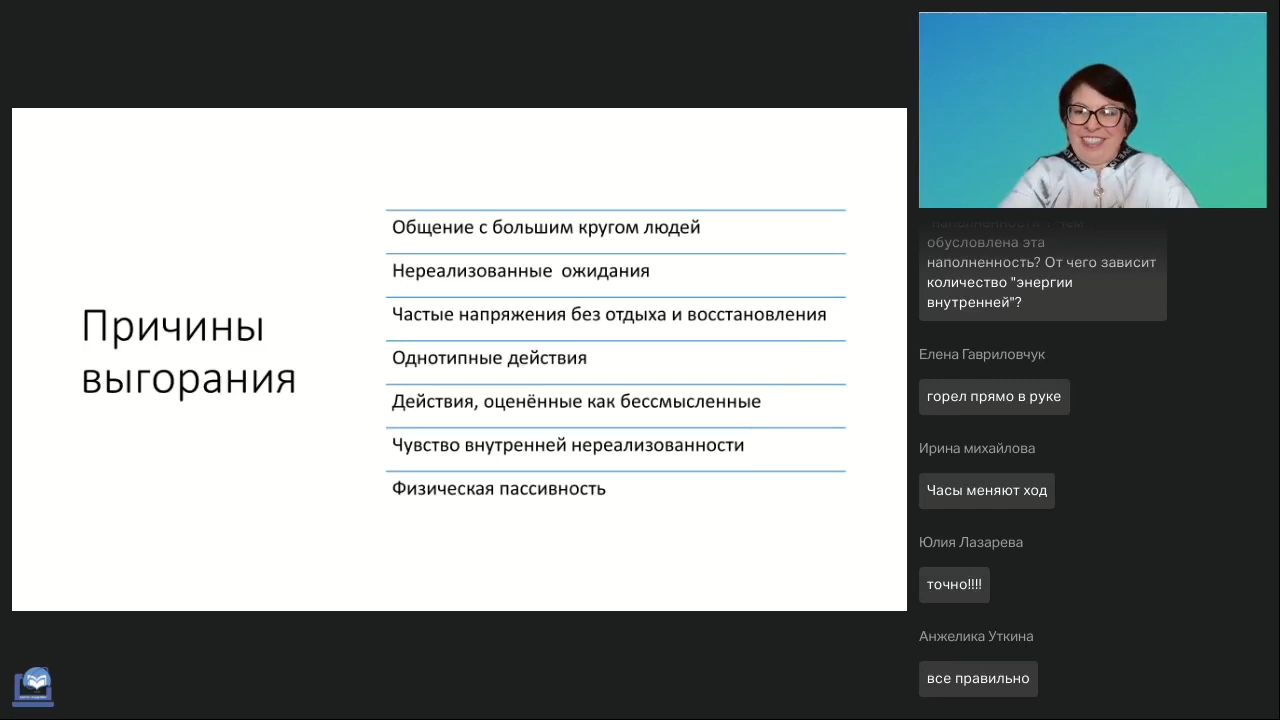 Причины
выгорания
Общение с большим кругом людей
Нереализованные ожидания
Частые напряжения без отдыха и восстановления
Однотипные действия
Действия, оценённые как бессмысленные
Чувство внутренней нереализованности
Физическая пассивность
обусловлена эта
наполненность? От чего зависит
количество "энергии
внутренней"?
Елена Гавриловчук
горел прямо в руке
Ирина михайлова
Часы меняют ход
Юлия Лазарева
точно!!!!
Анжелика Уткина
все правильно